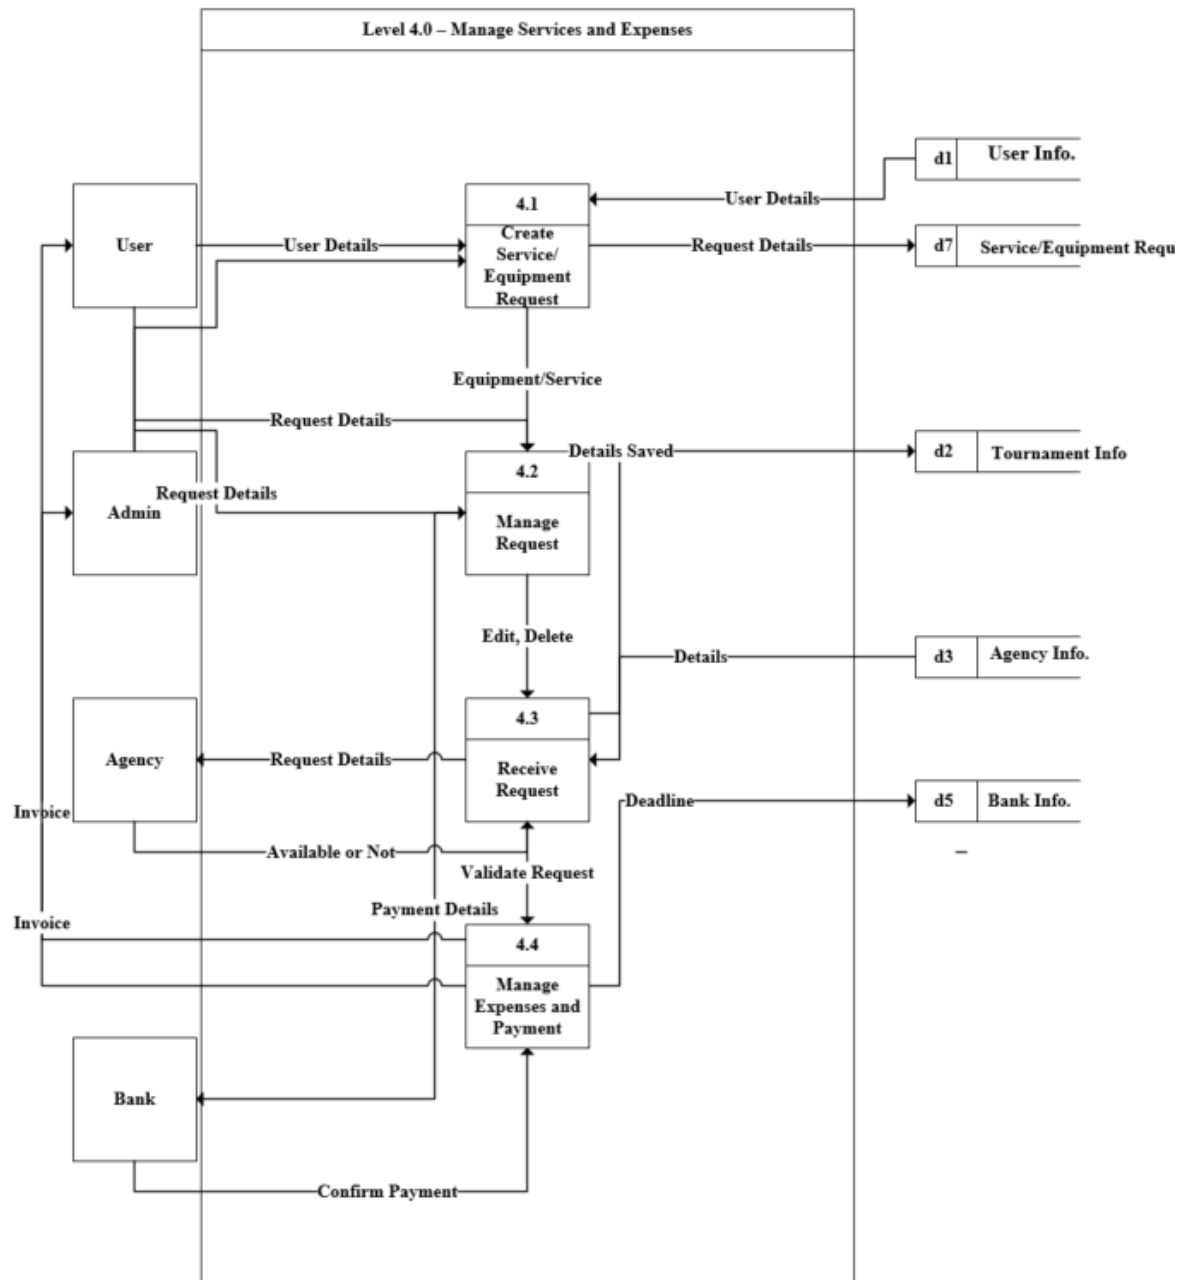 Level 4.0 – Manage Services and Expenses
d1 User Info.
User Details
4.1
User
User Details
Create
Service/
Equipment
Request
Request Details
d7 Service/Equipment Requ
Equipment/Service
Request Details
Details Saved
d2 Tournament Info
4.2
Request Details
Admin
Manage
Request
Edit, Delete
Details
d3 Agency Info.
4.3
Agency
Request Details
Receive
Request
Deadline
d5 Bank Info.
Invoice
–
Available or Not
Validate Request
Payment Details
Invoice
4.4
Manage
Expenses and
Payment
Bank
Confirm Payment